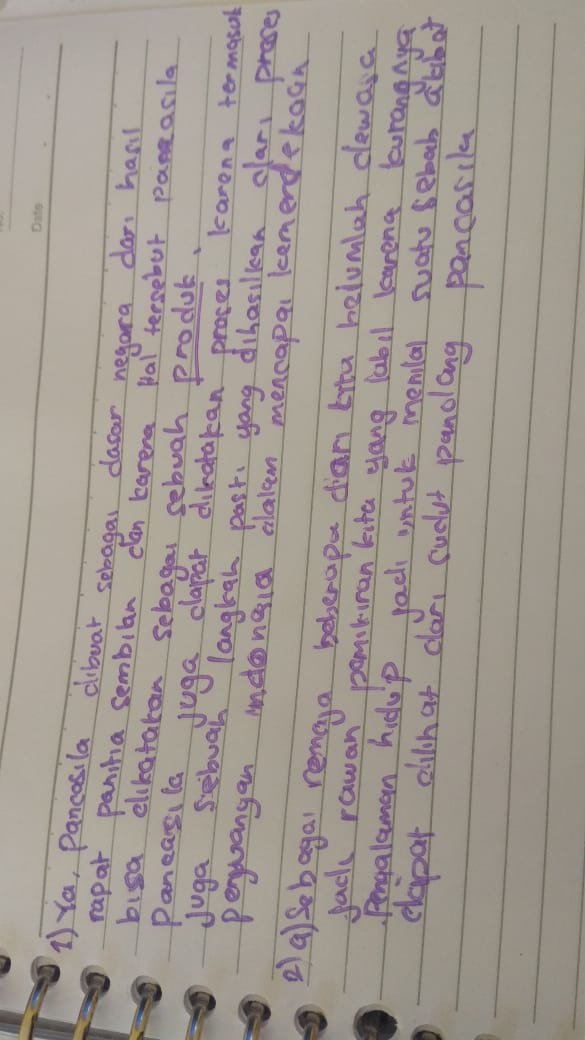 Date
1) Ya, Pancasila dibuat sebagai dasar negara dari hasil
rapat panitia sembilan dan karena hal tersebut pancasila
bisa dikatakan sebagai sebuah produk,
Pancasila juga dapat dikatakan proses karena termasuk
juga sebuah langkah pasti yang dihasilkan dari proses
perjuangan indonesia dalam mencapai kemerdekaan
2) a) Sebagai remaja beberapa dari kita belumlah dewasa
jadi rawan pemikiran kita yang labil karena kurangnya
Pengalaman hidup jadi untuk menilai suatu sebab akibat
dapat dilihat dari sudut pandang pancasila